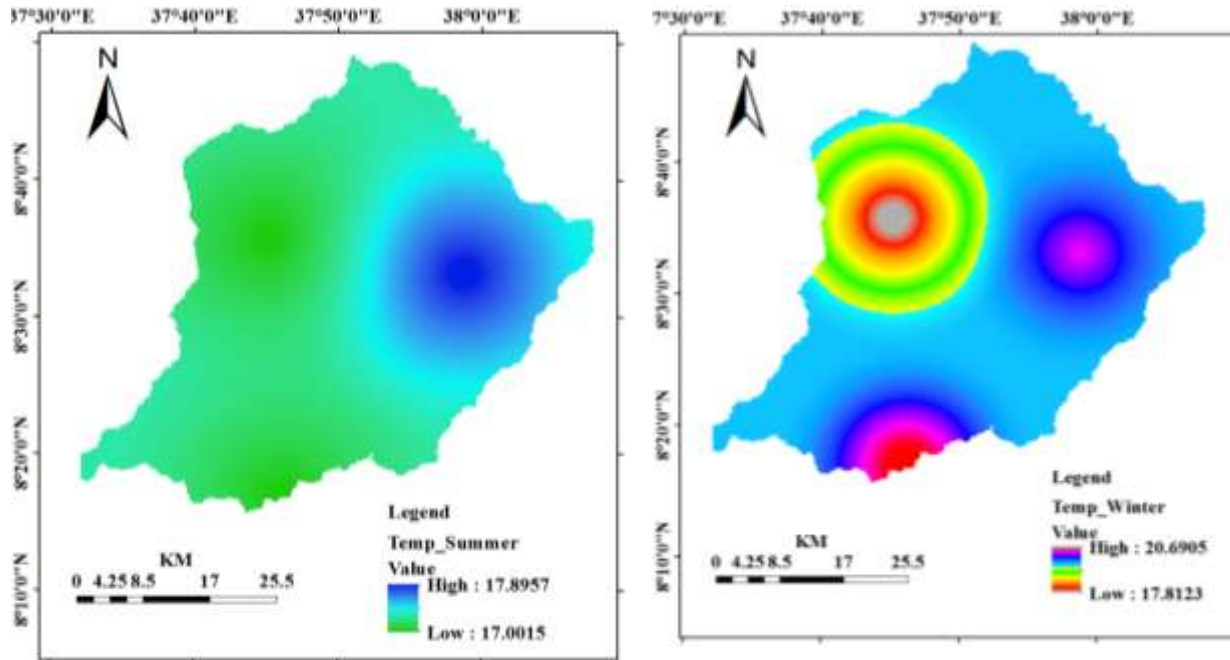 37°30'0"E 37°40'0"E 37°50'0"E 38°0'0"E
N
8°40'0"N
8°30'0"N
8°20'0"N
8°10'0"N
KM
0 4.25 8.5 17 25.5
Legend
Temp_Summer
Value
High : 17.8957
Low : 17.0015
7°30'0"E 37°40'0"E 37°50'0"E 38°0'0"E
N
8°40'0"N
8°30'0"N
8°20'0"N
8°10'0"N
KM
0 4.25 8.5 17 25.5
Legend
Temp_Winter
Value
High : 20.6905
Low : 17.8123